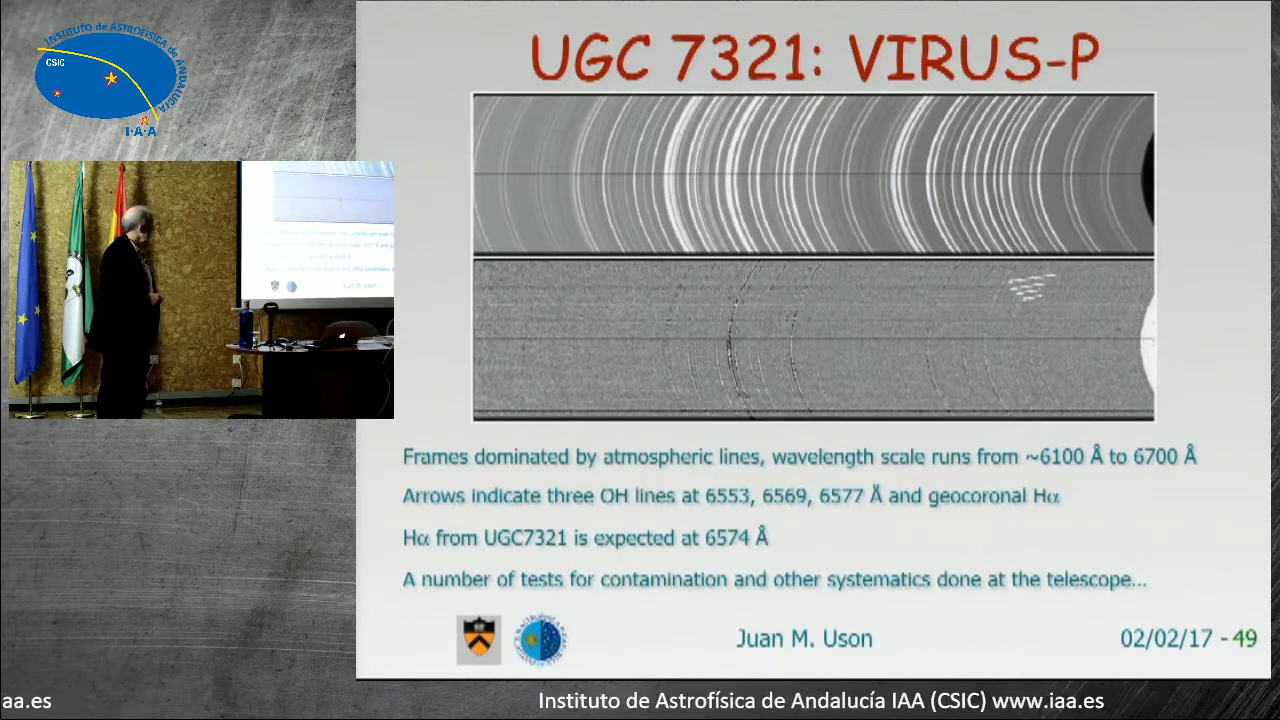 INSTITUTO de ASTROFÍSICA de ANDALUCÍA
CSIC
I·A·A
UGC 7321: VIRUS-P
Frames dominated by atmospheric lines, wavelength scale runs from ~6100 Å to 6700 Å
Arrows indicate three OH lines at 6553, 6569, 6577 Å and geocoronal Hα
Hα from UGC7321 is expected at 6574 Å
A number of tests for contamination and other systematics done at the telescope...
Juan M. Uson
02/02/17 - 49
Juan M. Uson
aa.es
Instituto de Astrofísica de Andalucía IAA (CSIC) www.iaa.es